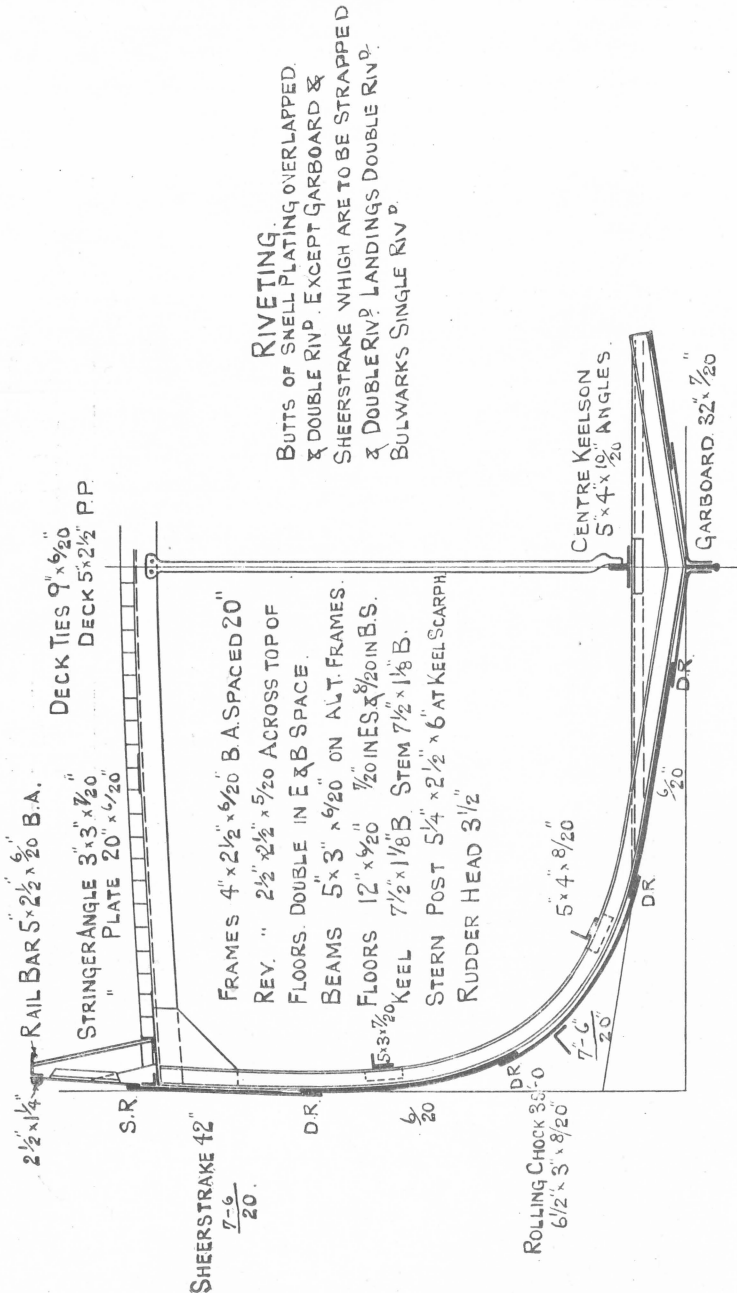 2½" x 1¼"
RAIL BAR 5" x 2½" x 6/20" B.A.
STRINGER ANGLE 3" x 3" x 7/20"
" PLATE 20" x 6/20"
DECK TIES 9" x 6/20"
DECK 5" x 2½" P.P.
S.R.
SHEERSTRAKE 42"
7-6/20.
D.R.
6/20
FRAMES 4" x 2½" x 6/20" B.A. SPACED 20"
REV. " 2½" x 2½" x 5/20 ACROSS TOP OF
FLOORS. DOUBLE IN E & B SPACE.
BEAMS 5" x 3" x 6/20" ON ALT. FRAMES.
FLOORS 12" x 6/20" 7/20 IN ES & 8/20 IN B.S.
KEEL 7½" x 1⅛" B. STEM 7½" x 1⅛" B.
STERN POST 5¼" x 2½" x 6" AT KEEL SCARPH
RUDDER HEAD 3½"
5 x 3 x 7/20
5" x 4" x 8/20"
DR
7-6/20"
ROLLING CHOCK 38'-0
6½" x 3" x 8/20"
DR.
6/20"
D.R.
RIVETING.
BUTTS OF SHELL PLATING OVERLAPPED.
& DOUBLE RIVD. EXCEPT GARBOARD &
SHEERSTRAKE WHICH ARE TO BE STRAPPED
& DOUBLE RIVD. LANDINGS DOUBLE RIVD.
BULWARKS SINGLE RIVD.
CENTRE KEELSON
5" x 4" x 10/20" ANGLES.
GARBOARD 32" x 7/20"